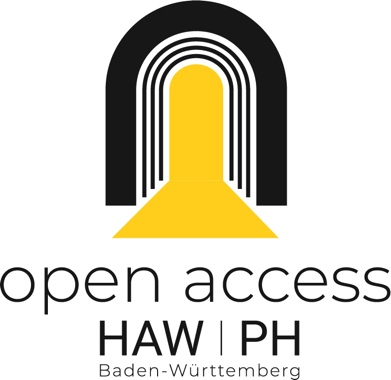 open access
HAW | PH
Baden-Württemberg